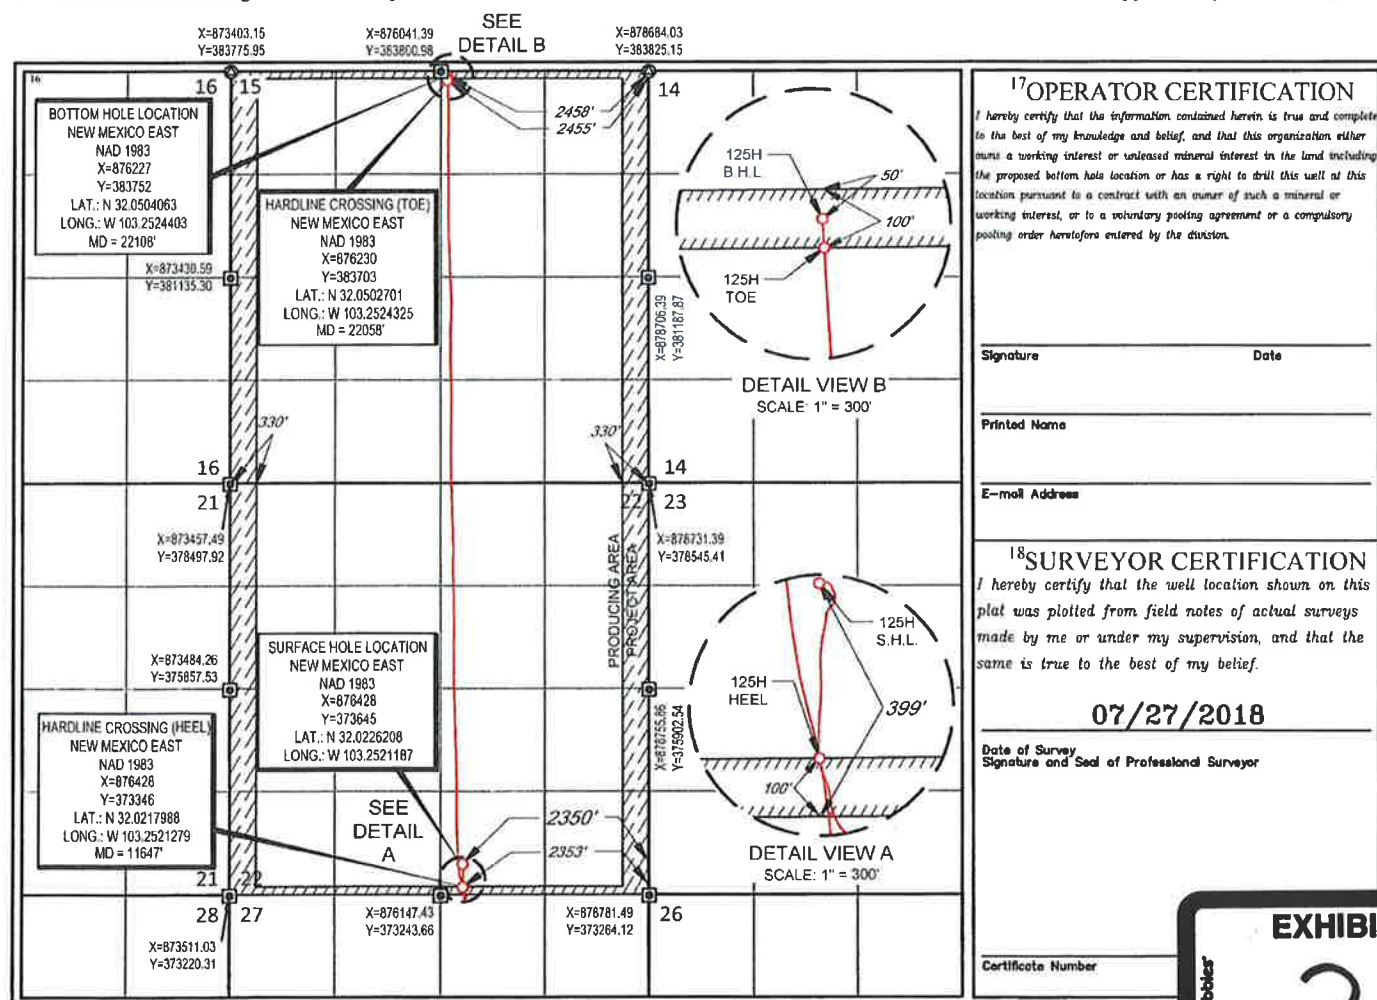 X=873403.15
Y=383775.95
X=876041.39
Y=383800.98
SEE
DETAIL B
X=878684.03
Y=383825.15
16
16
15
14
BOTTOM HOLE LOCATION
NEW MEXICO EAST
NAD 1983
X=876227
Y=383752
LAT.: N 32.0504063
LONG.: W 103.2524403
MD = 22108'
HARDLINE CROSSING (TOE)
NEW MEXICO EAST
NAD 1983
X=876230
Y=383703
LAT.: N 32.0502701
LONG.: W 103.2524325
MD = 22058'
2458'
2455'
X=873430.59
Y=381135.30
X=878706.39
Y=381187.87
125H
B.H.L.
50'
100'
125H
TOE
DETAIL VIEW B
SCALE: 1" = 300'
330'
330'
16
21
14
22
23
X=873457.49
Y=378497.92
X=878731.39
Y=378545.41
PRODUCING AREA
PROJECT AREA
SURFACE HOLE LOCATION
NEW MEXICO EAST
NAD 1983
X=876428
Y=373645
LAT.: N 32.0226208
LONG.: W 103.2521187
X=873484.26
Y=375857.53
X=878755.86
Y=375902.54
HARDLINE CROSSING (HEEL)
NEW MEXICO EAST
NAD 1983
X=876428
Y=373346
LAT.: N 32.0217988
LONG.: W 103.2521279
MD = 11647'
SEE
DETAIL
A
2350'
2353'
125H
S.H.L.
125H
HEEL
399'
100'
DETAIL VIEW A
SCALE: 1" = 300'
21
22
28
27
26
X=873511.03
Y=373220.31
X=876147.43
Y=373243.66
X=878781.49
Y=373264.12
17 OPERATOR CERTIFICATION
I hereby certify that the information contained herein is true and complete
to the best of my knowledge and belief, and that this organization either
owns a working interest or unleased mineral interest in the land including
the proposed bottom hole location or has a right to drill this well at this
location pursuant to a contract with an owner of such a mineral or
working interest, or to a voluntary pooling agreement or a compulsory
pooling order heretofore entered by the division.
Signature Date
Printed Name
E-mail Address
18 SURVEYOR CERTIFICATION
I hereby certify that the well location shown on this
plat was plotted from field notes of actual surveys
made by me or under my supervision, and that the
same is true to the best of my belief.
07/27/2018
Date of Survey
Signature and Seal of Professional Surveyor
Certificate Number
EXHIBI